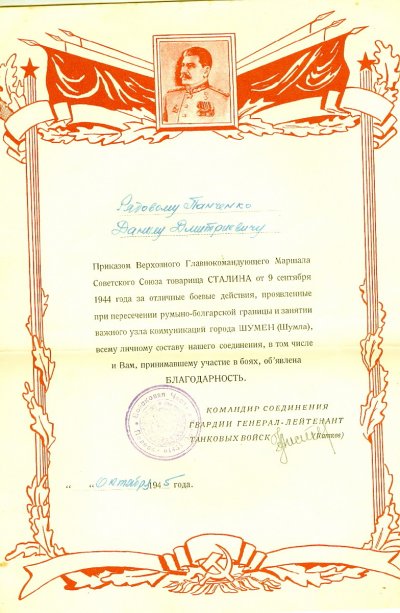 Рядовому Панченко
Данилу Дмитриевичу
Приказом Верховного Главнокомандующего Маршала
Советского Союза товарища СТАЛИНА от 9 сентября
1944 года за отличные боевые действия, проявленные
при пересечении румыно-болгарской границы и занятии
важного узла коммуникаций города ШУМЕН (Шумла),
всему личному составу нашего соединения, в том числе
и Вам, принимавшему участие в боях, об'явлена
БЛАГОДАРНОСТЬ.
КОМАНДИР СОЕДИНЕНИЯ
ГВАРДИИ ГЕНЕРАЛ-ЛЕЙТЕНАНТ
ТАНКОВЫХ ВОЙСК
" " Октября 1945 года.